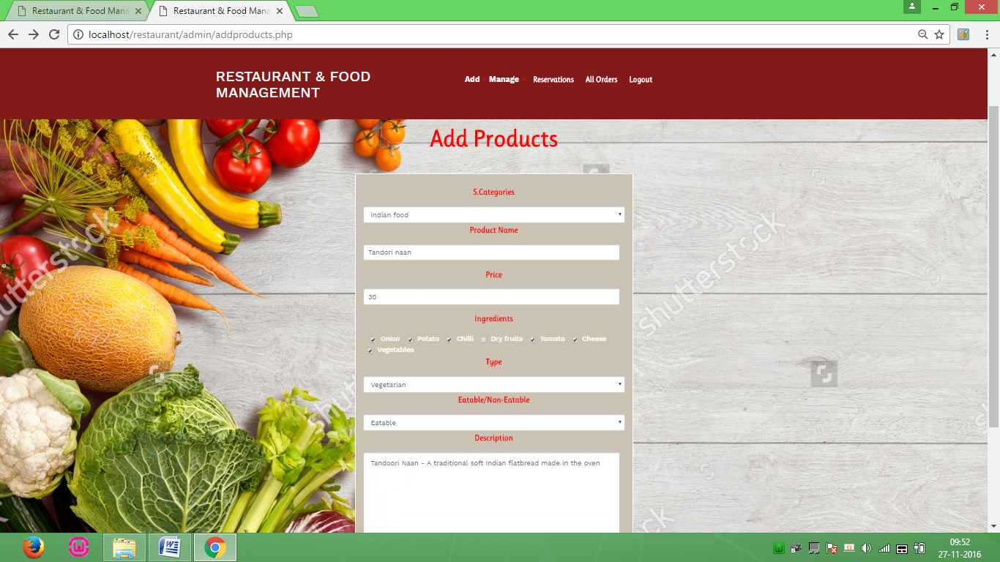 Restaurant & Food Mana
Restaurant & Food Mana
localhost/restaurant/admin/addproducts.php
RESTAURANT & FOOD
MANAGEMENT
Add Manage Reservations All Orders Logout
Add Products
S.Categories
indian food
Product Name
Tandori naan
Price
30
Ingredients
Onion Potato Chilli Dry fruits Tomato Cheese
Vegetables
Type
Vegetarian
Eatable/Non-Eatable
Eatable
Description
Tandoori Naan - A traditional soft Indian flatbread made in the oven
shutterstock
shutterstock
09:52
27-11-2016